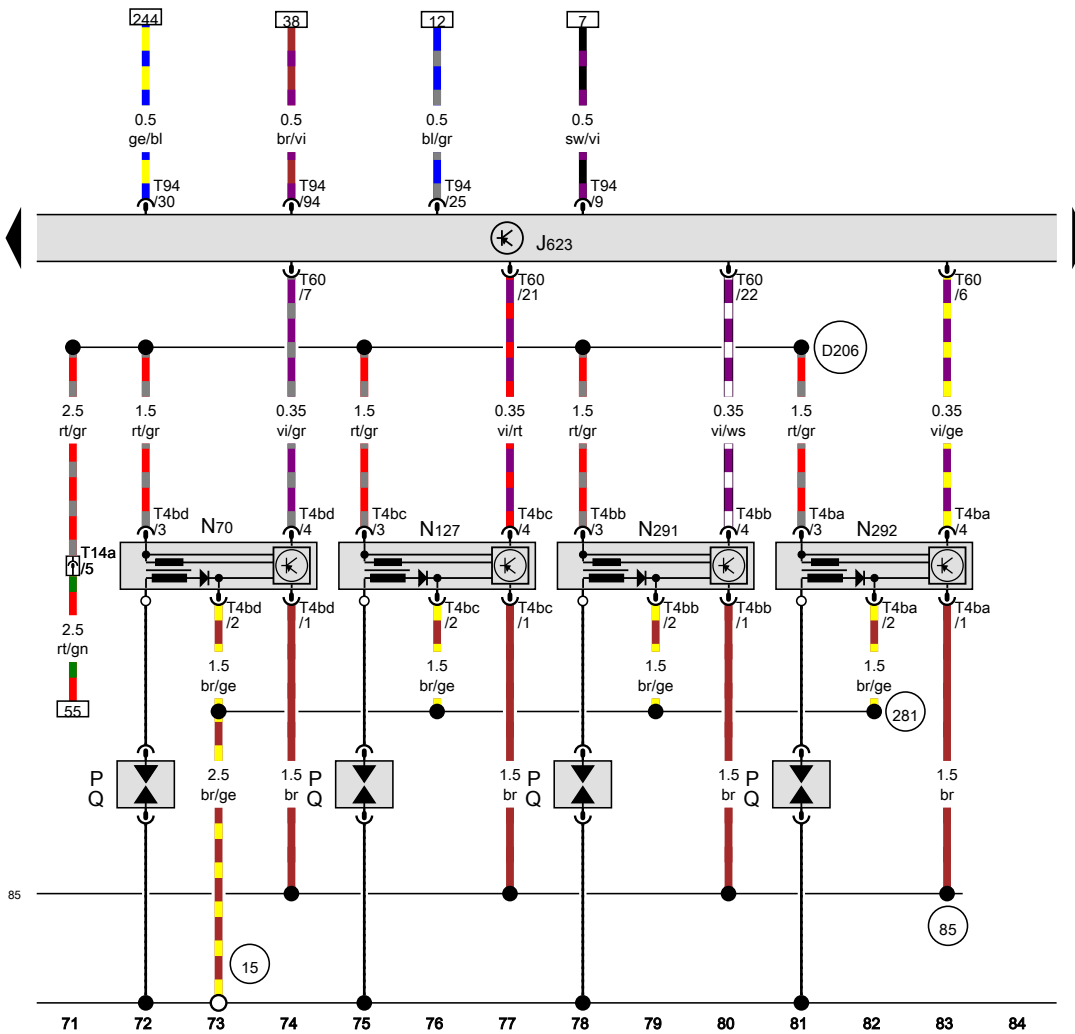 244 38 12 7
0.5 0.5 0.5 0.5
ge/bl br/vi bl/gr sw/vi
T94 T94 T94 T94
/30 /94 /25 /9
J623
T60 T60 T60 T60
/7 /21 /22 /6
D206
2.5 1.5 0.35 1.5 0.35 1.5 0.35 1.5 0.35
rt/gr rt/gr vi/gr rt/gr vi/rt rt/gr vi/ws rt/gr vi/ge
T4bd N70 T4bd T4bc N127 T4bc T4bb N291 T4bb T4ba N292 T4ba
/3 /4 /3 /4 /3 /4 /3 /4
T14a
/5
T4bd T4bd T4bc T4bc T4bb T4bb T4ba T4ba
/2 /1 /2 /1 /2 /1 /2 /1
2.5
rt/gn
1.5 1.5 1.5 1.5
br/ge br/ge br/ge br/ge
55
281
P 2.5 1.5 P 1.5 P 1.5 P 1.5
Q br/ge br Q br Q br Q br
85
85
15
71 72 73 74 75 76 77 78 79 80 81 82 83 84